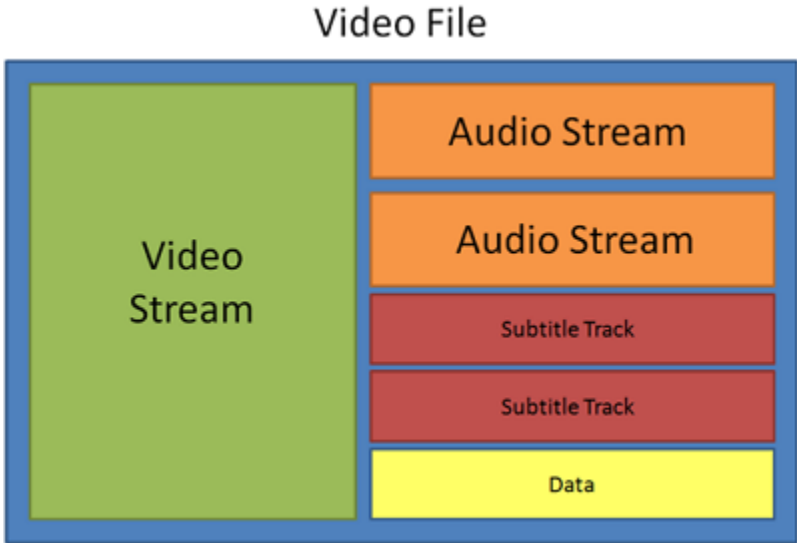 Video File
Video
Stream
Audio Stream
Audio Stream
Subtitle Track
Subtitle Track
Data